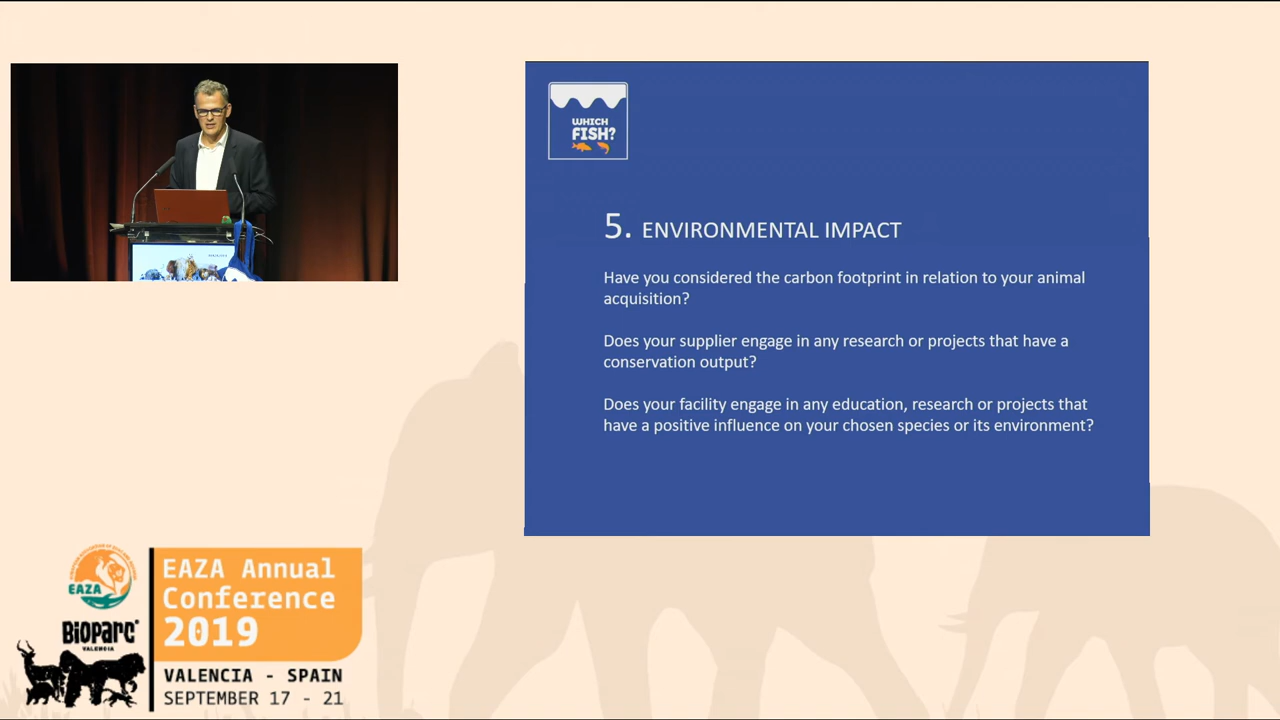 WHICH
FISH?
5. ENVIRONMENTAL IMPACT
Have you considered the carbon footprint in relation to your animal
acquisition?
Does your supplier engage in any research or projects that have a
conservation output?
Does your facility engage in any education, research or projects that
have a positive influence on your chosen species or its environment?
EAZA
BIOPARC
VALENCIA
EAZA Annual
Conference
2019
VALENCIA - SPAIN
SEPTEMBER 17 - 21